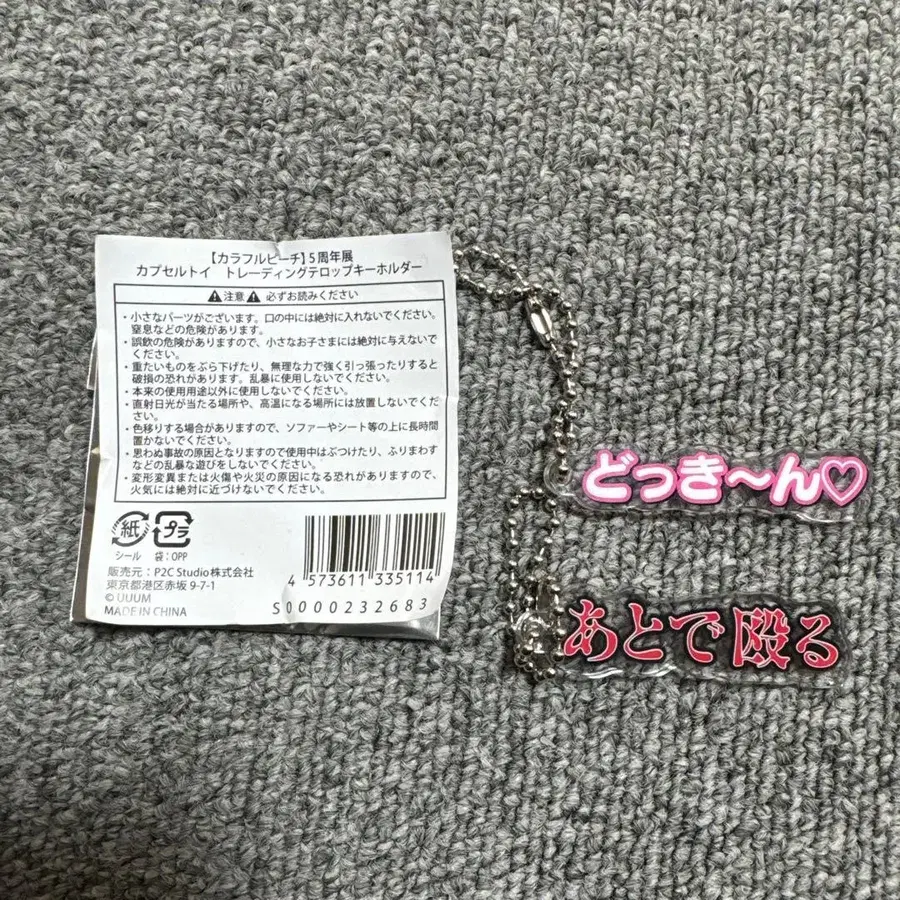 【カラフルピーチ】5周年展
カプセルトイ トレーディングテロップキーホルダー
⚠注意⚠ 必ずお読みください
・小さなパーツがございます。口の中には絶対に入れないでください。
窒息などの危険があります。
・誤飲の危険がありますので、小さなお子さまには絶対に与えないで
ください。
・重たいものをぶら下げたり、無理な力で強く引っ張ったりすると
破損の恐れがあります。乱暴に使用しないでください。
・本来の使用用途以外に使用しないでください。
・直射日光が当たる場所や、高温になる場所には放置しないでくだ
さい。
・色移りする場合がありますので、ソファーやシート等の上に長時間
置かないでください。
・思わぬ事故の原因となりますので使用中はぶつけたり、ふりまわす
などの乱暴な遊びをしないでください。
・変形変異または火傷や火災の原因になる恐れがありますので、
火気には絶対に近づけないでください。
紙 プラ
シール 袋:OPP
販売元:P2C Studio株式会社
東京都港区赤坂 9-7-1
© UUUM
MADE IN CHINA
4 573611 335114
S0000232683
どっき〜ん♡
あとで殴る